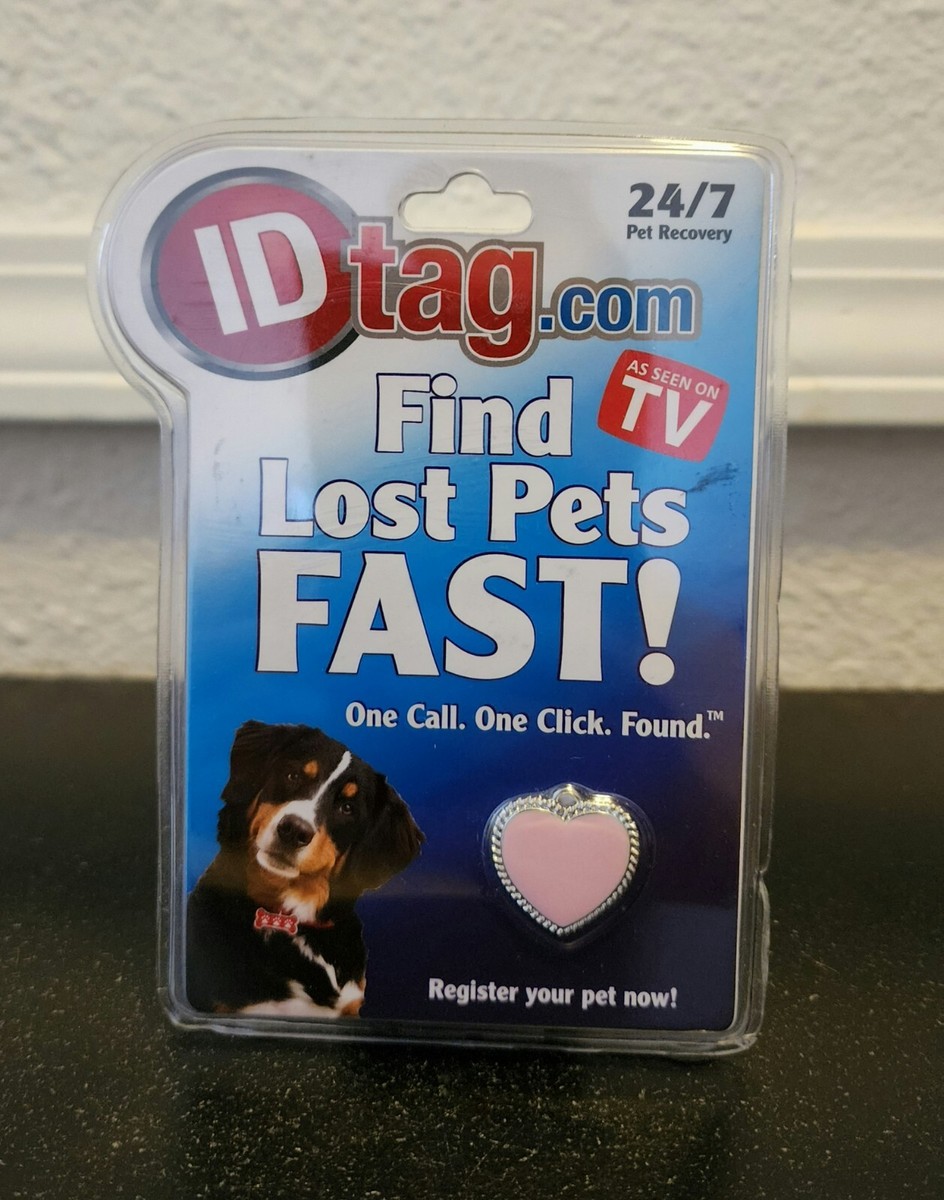 24/7
Pet Recovery
IDtag.com
AS SEEN ON
TV
Find
Lost Pets
FAST!
One Call. One Click. Found.™
Register your pet now!